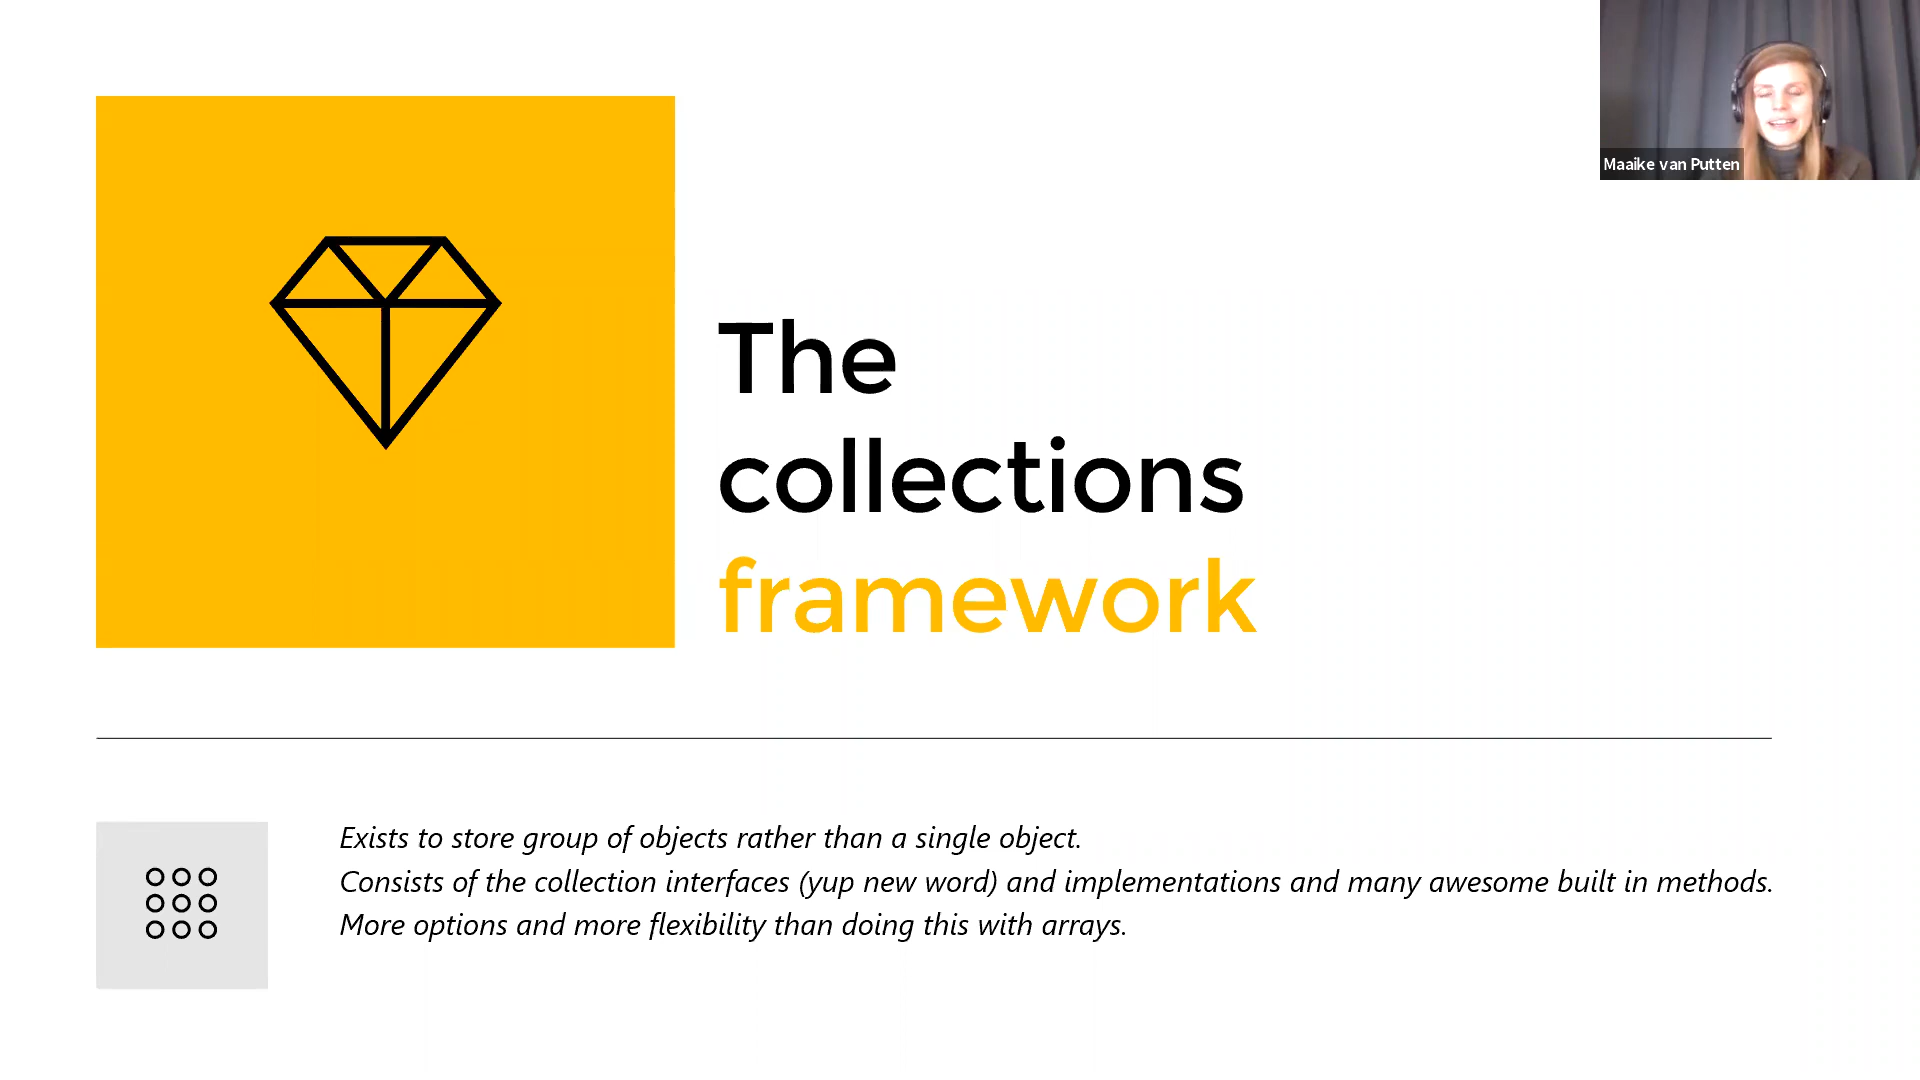 Maaike van Putten
The
collections
framework
Exists to store group of objects rather than a single object.
Consists of the collection interfaces (yup new word) and implementations and many awesome built in methods.
More options and more flexibility than doing this with arrays.